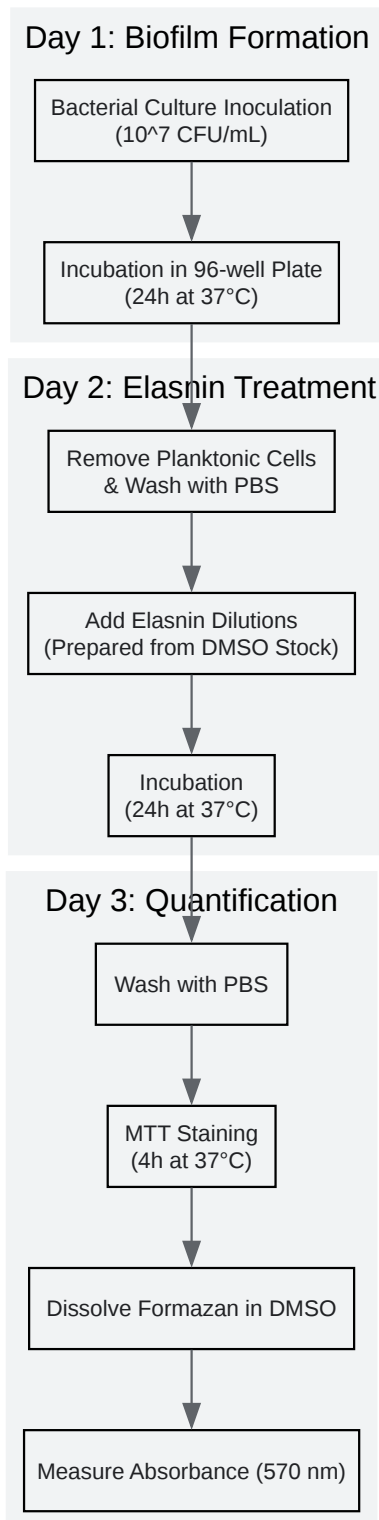 Day 1: Biofilm Formation
Bacterial Culture Inoculation
(10^7 CFU/mL)
Incubation in 96-well Plate
(24h at 37°C)
Day 2: Elasnin Treatment
Remove Planktonic Cells
& Wash with PBS
Add Elasnin Dilutions
(Prepared from DMSO Stock)
Incubation
(24h at 37°C)
Day 3: Quantification
Wash with PBS
MTT Staining
(4h at 37°C)
Dissolve Formazan in DMSO
Measure Absorbance (570 nm)